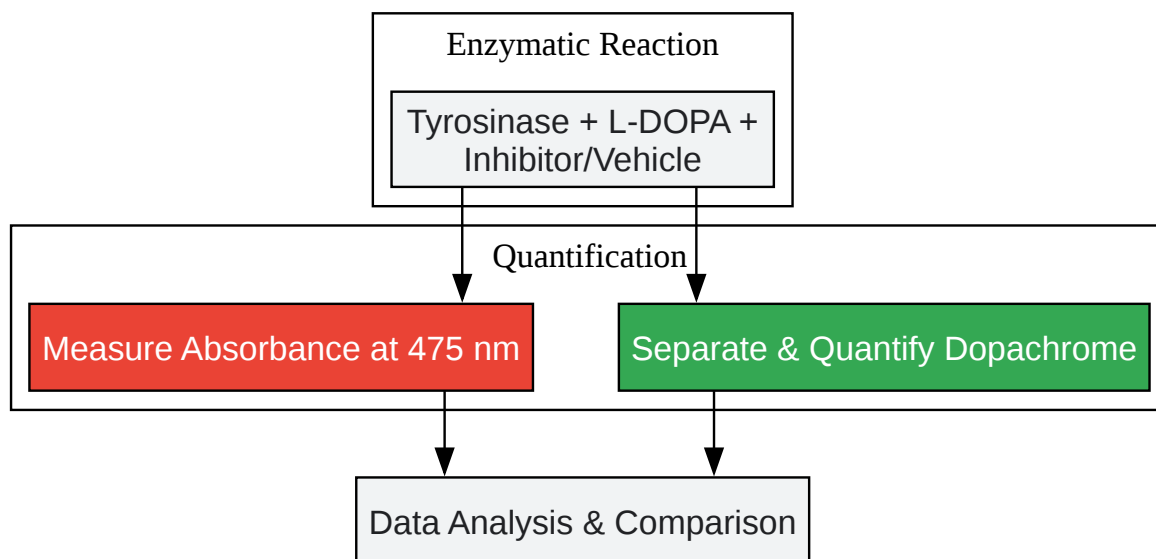 Enzymatic Reaction
Tyrosinase + L-DOPA +
Inhibitor/Vehicle
Quantification
Measure Absorbance at 475 nm
Separate & Quantify Dopachrome
Data Analysis & Comparison